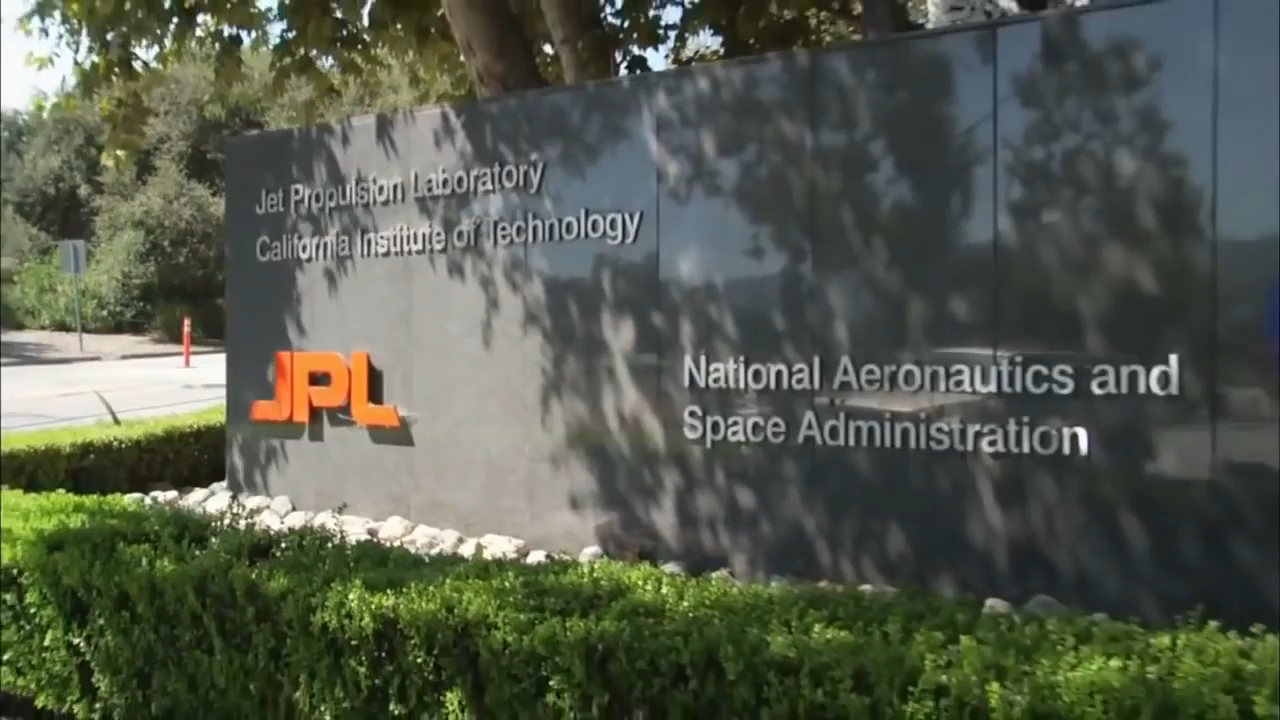 Jet Propulsion Laboratory
California Institute of Technology
JPL
National Aeronautics and
Space Administration